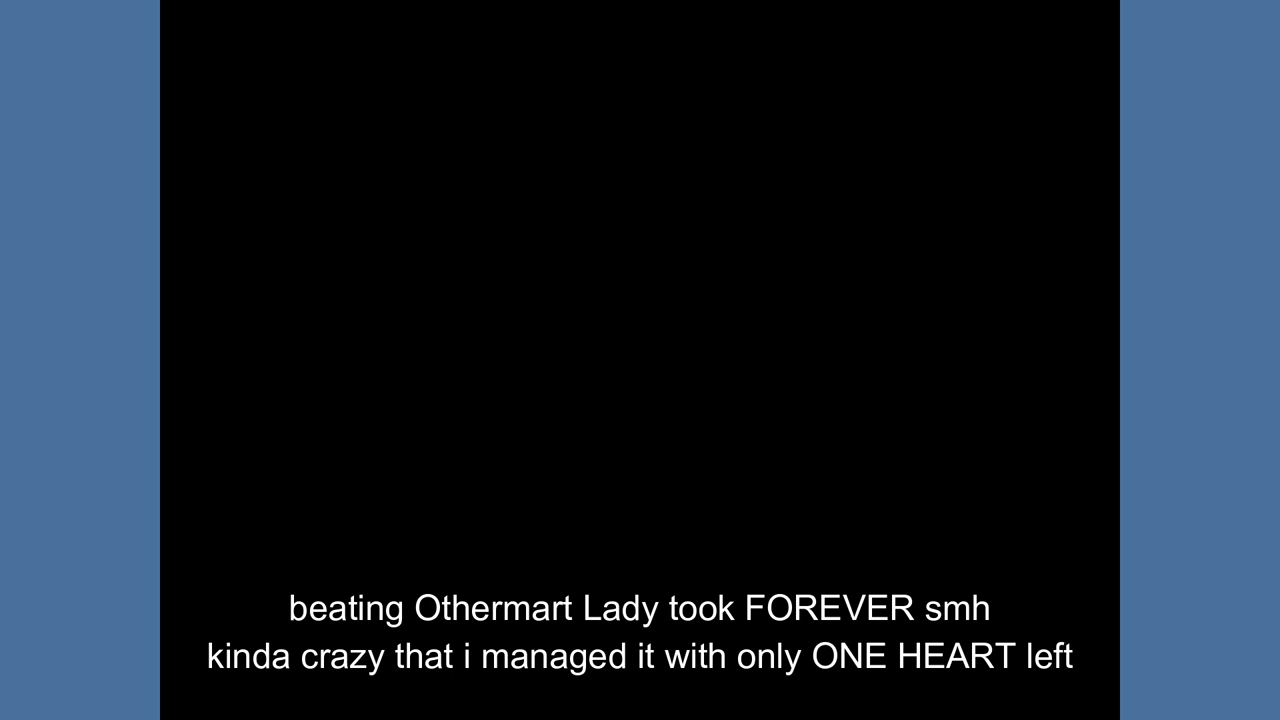 beating Othermart Lady took FOREVER smh
kinda crazy that i managed it with only ONE HEART left